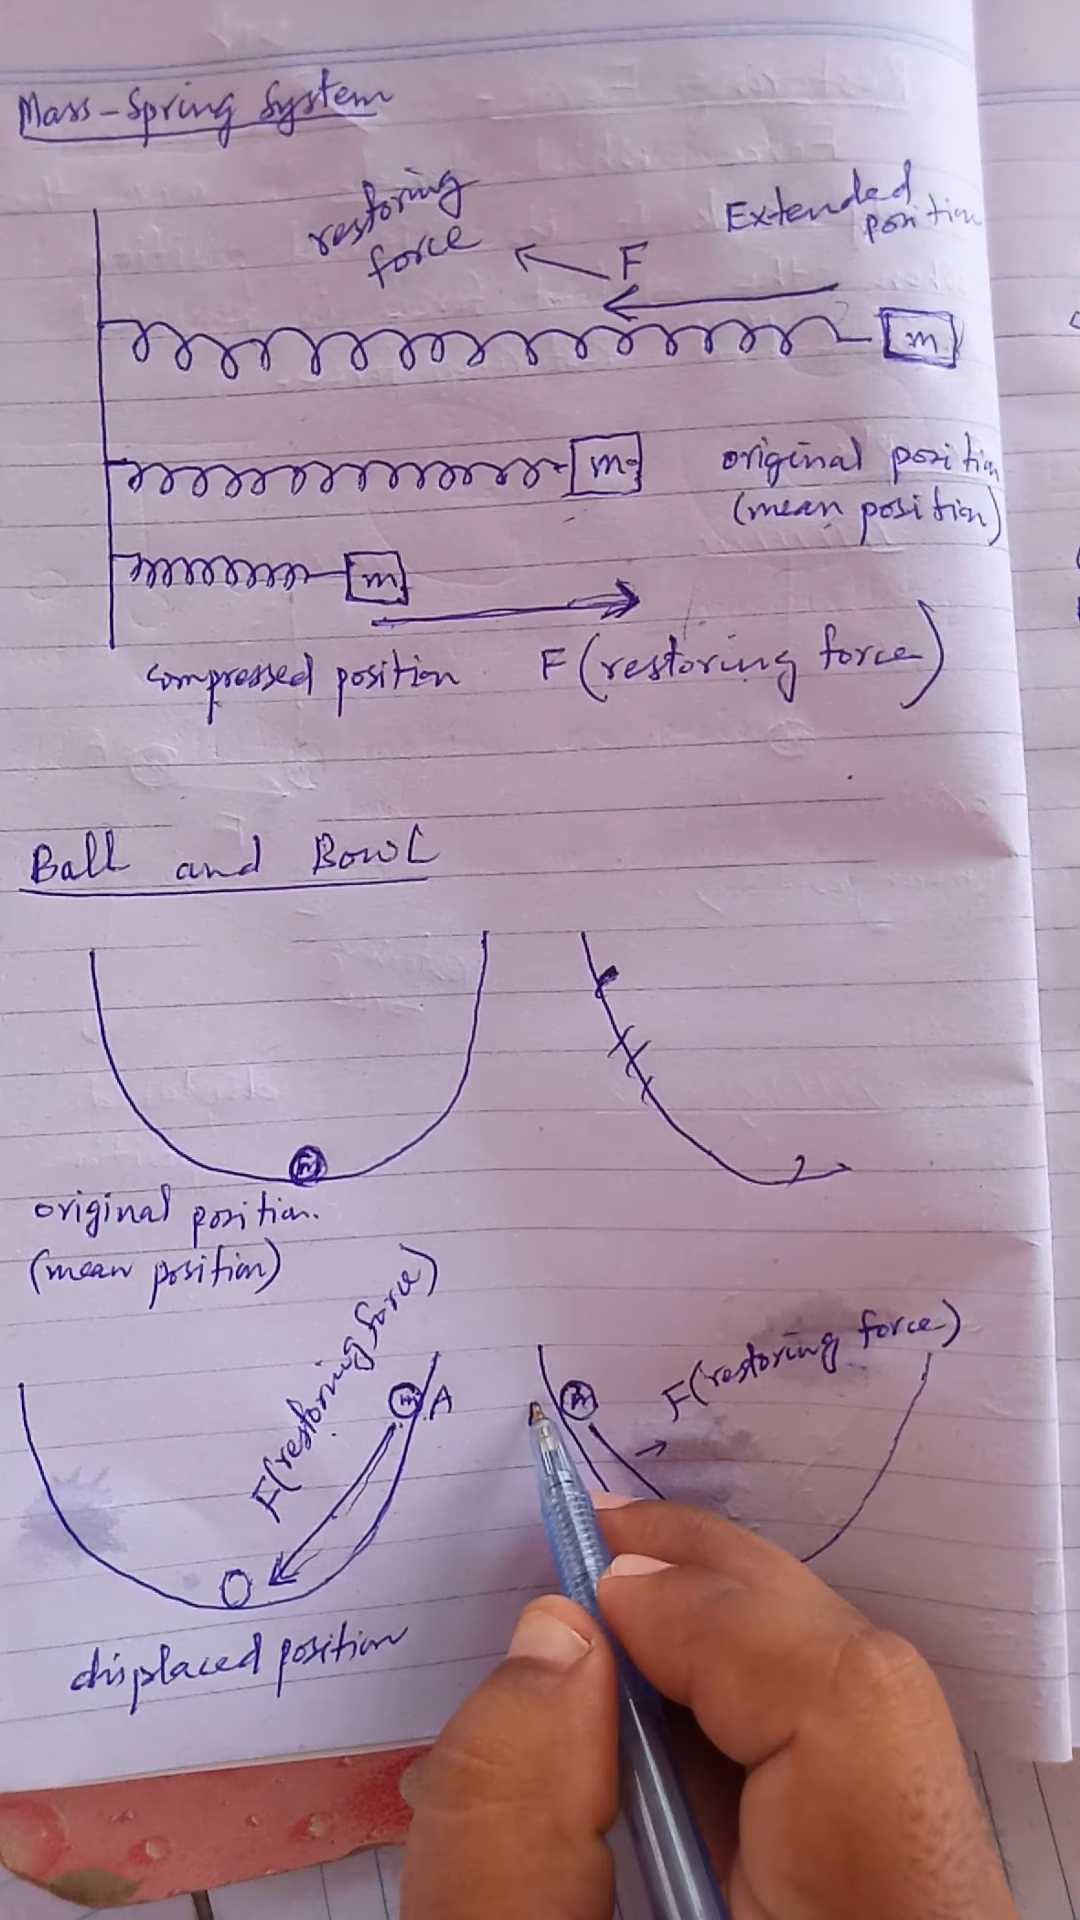 Mass-Spring System
restoring
force
F
Extended
position
m
m
original position
(mean position)
m
compressed position
F (restoring force)
Ball and Bowl
m
original position.
(mean position)
F(restoring force)
m
A
m
F(restoring force)
displaced position